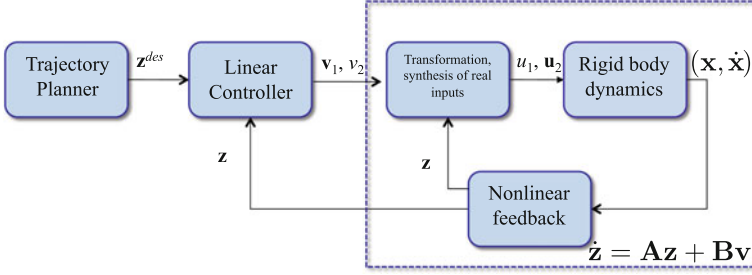 Trajectory
Planner
z^des
Linear
Controller
v₁, v₂
Transformation,
synthesis of real
inputs
u₁, u₂
Rigid body
dynamics
(x, ẋ)
z
z
Nonlinear
feedback
ż = Az + Bv